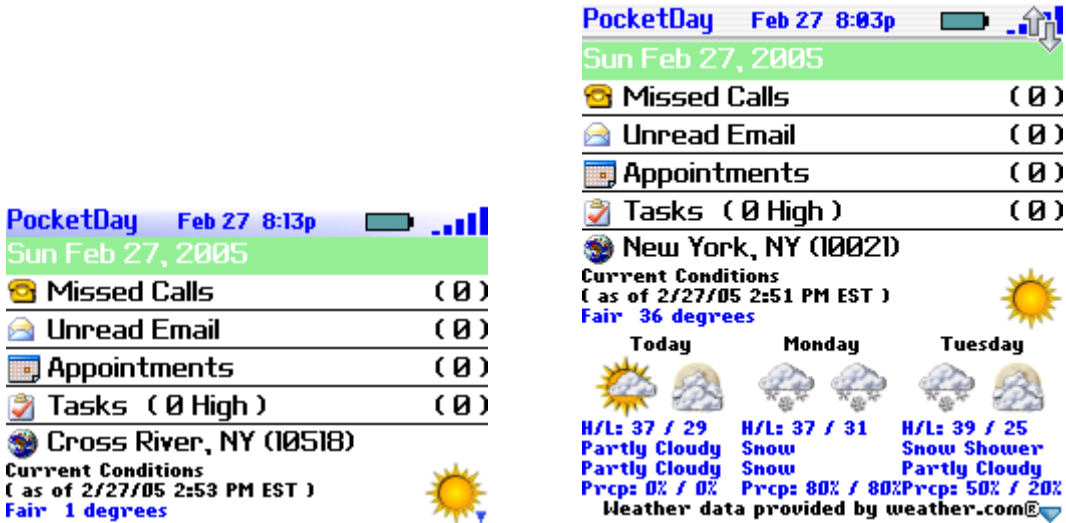 PocketDay Feb 27 8:13p
Sun Feb 27, 2005
Missed Calls (0)
Unread Email (0)
Appointments (0)
Tasks (0 High) (0)
Cross River, NY (10518)
Current Conditions
( as of 2/27/05 2:53 PM EST )
Fair 1 degrees
PocketDay Feb 27 8:03p
Sun Feb 27, 2005
Missed Calls (0)
Unread Email (0)
Appointments (0)
Tasks (0 High) (0)
New York, NY (10021)
Current Conditions
( as of 2/27/05 2:51 PM EST )
Fair 36 degrees
Today Monday Tuesday
H/L: 37 / 29 H/L: 37 / 31 H/L: 39 / 25
Partly Cloudy Snow Snow Shower
Partly Cloudy Snow Partly Cloudy
Prcp: 0% / 0% Prcp: 80% / 80% Prcp: 50% / 20%
Weather data provided by weather.com®